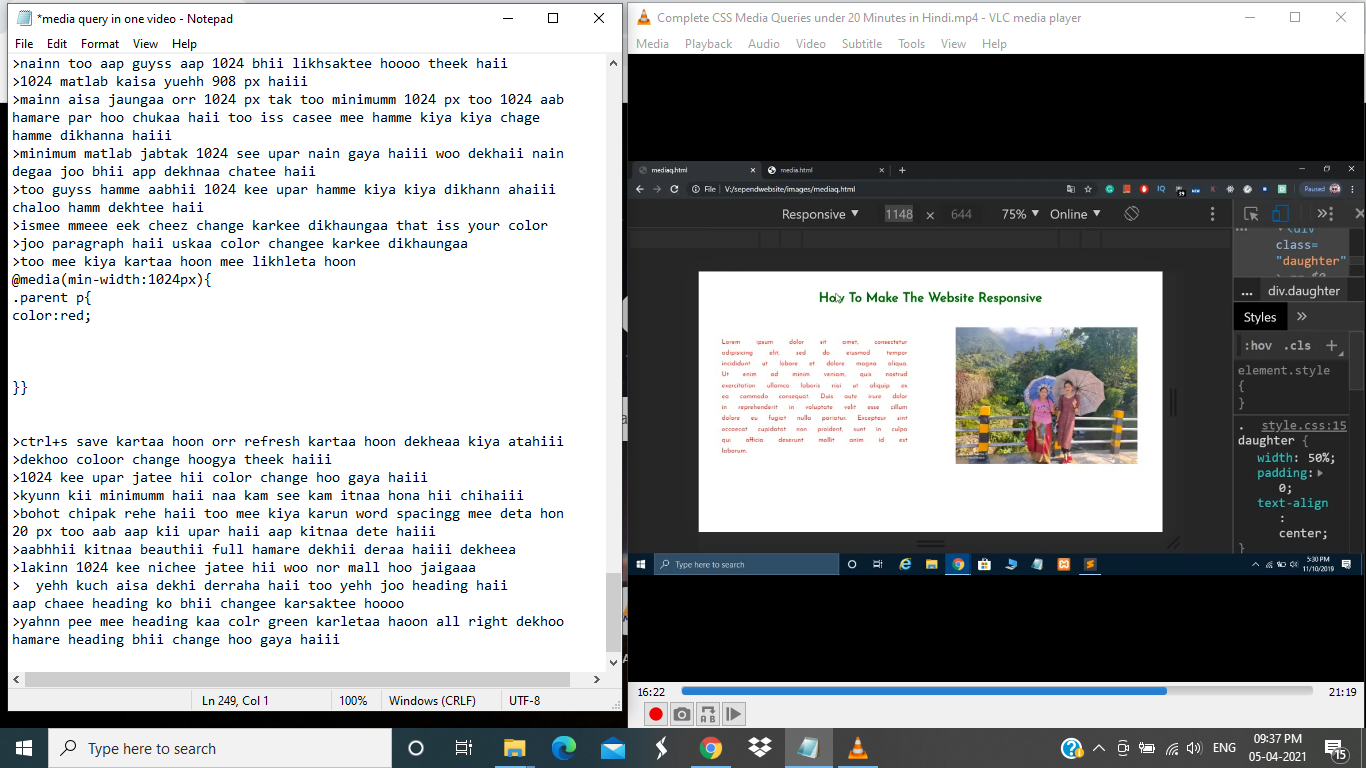 *media query in one video - Notepad
File Edit Format View Help
>nainn too aap guyss aap 1024 bhii likhsaktee hoooo theek haii
>1024 matlab kaisa yuehh 908 px haiii
>mainn aisa jaungaa orr 1024 px tak too minimumm 1024 px too 1024 aab
hamare par hoo chukaa haii too iss casee mee hamme kiya kiya chage
hamme dikhanna haiii
>minimum matlab jabtak 1024 see upar nain gaya haiii woo dekhaii nain
degaa joo bhii app dekhnaa chatee haii
>too guyss hamme aabhii 1024 kee upar hamme kiya kiya dikhann ahaiii
chaloo hamm dekhtee haii
>ismee mmeee eek cheez change karkee dikhaungaa that iss your color
>joo paragraph haii uskaa color changee karkee dikhaungaa
>too mee kiya kartaa hoon mee likhleta hoon
@media(min-width:1024px){
.parent p{
color:red;
}}
>ctrl+s save kartaa hoon orr refresh kartaa hoon dekheaa kiya atahiii
>dekhoo coloor change hoogya theek haiii
>1024 kee upar jatee hii color change hoo gaya haiii
>kyunn kii minimumm haii naa kam see kam itnaa hona hii chihaiii
>bohot chipak rehe haii too mee kiya karun word spacingg mee deta hon
20 px too aab aap kii upar haii aap kitnaa dete haiii
>aabhhii kitnaa beauthii full hamare dekhii deraa haiii dekheea
>lakinn 1024 kee nichee jatee hii woo nor mall hoo jaigaaa
>  yehh kuch aisa dekhi derraha haii too yehh joo heading haii
aap chaee heading ko bhii changee karsaktee hoooo
>yahnn pee mee heading kaa colr green karletaa haoon all right dekhoo
hamare heading bhii change hoo gaya haiii
Ln 249, Col 1 100% Windows (CRLF) UTF-8
Complete CSS Media Queries under 20 Minutes in Hindi.mp4 - VLC media player
Media Playback Audio Video Subtitle Tools View Help
mediaq.html media.html
File V:/sependwebsite/images/mediaq.html Paused
Responsive 1148 × 644 75% Online
How To Make The Website Responsive
Lorem ipsum dolor sit amet, consectetur
adipisicing elit, sed do eiusmod tempor
incididunt ut labore et dolore magna aliqua.
Ut enim ad minim veniam, quis nostrud
exercitation ullamco laboris nisi ut aliquip ex
ea commodo consequat. Duis aute irure dolor
in reprehenderit in voluptate velit esse cillum
dolore eu fugiat nulla pariatur. Excepteur sint
occaecat cupidatat non proident, sunt in culpa
qui officia deserunt mollit anim id est
laborum.
<div
class=
"daughter"
... div.daughter
Styles
:hov .cls
element.style
{
}
. style.css:15
daughter {
width: 50%;
padding:
0;
text-align
:
center;
}
Type here to search
5:30 PM
11/10/2019
16:22 21:19
Type here to search
ENG
09:37 PM
05-04-2021
15